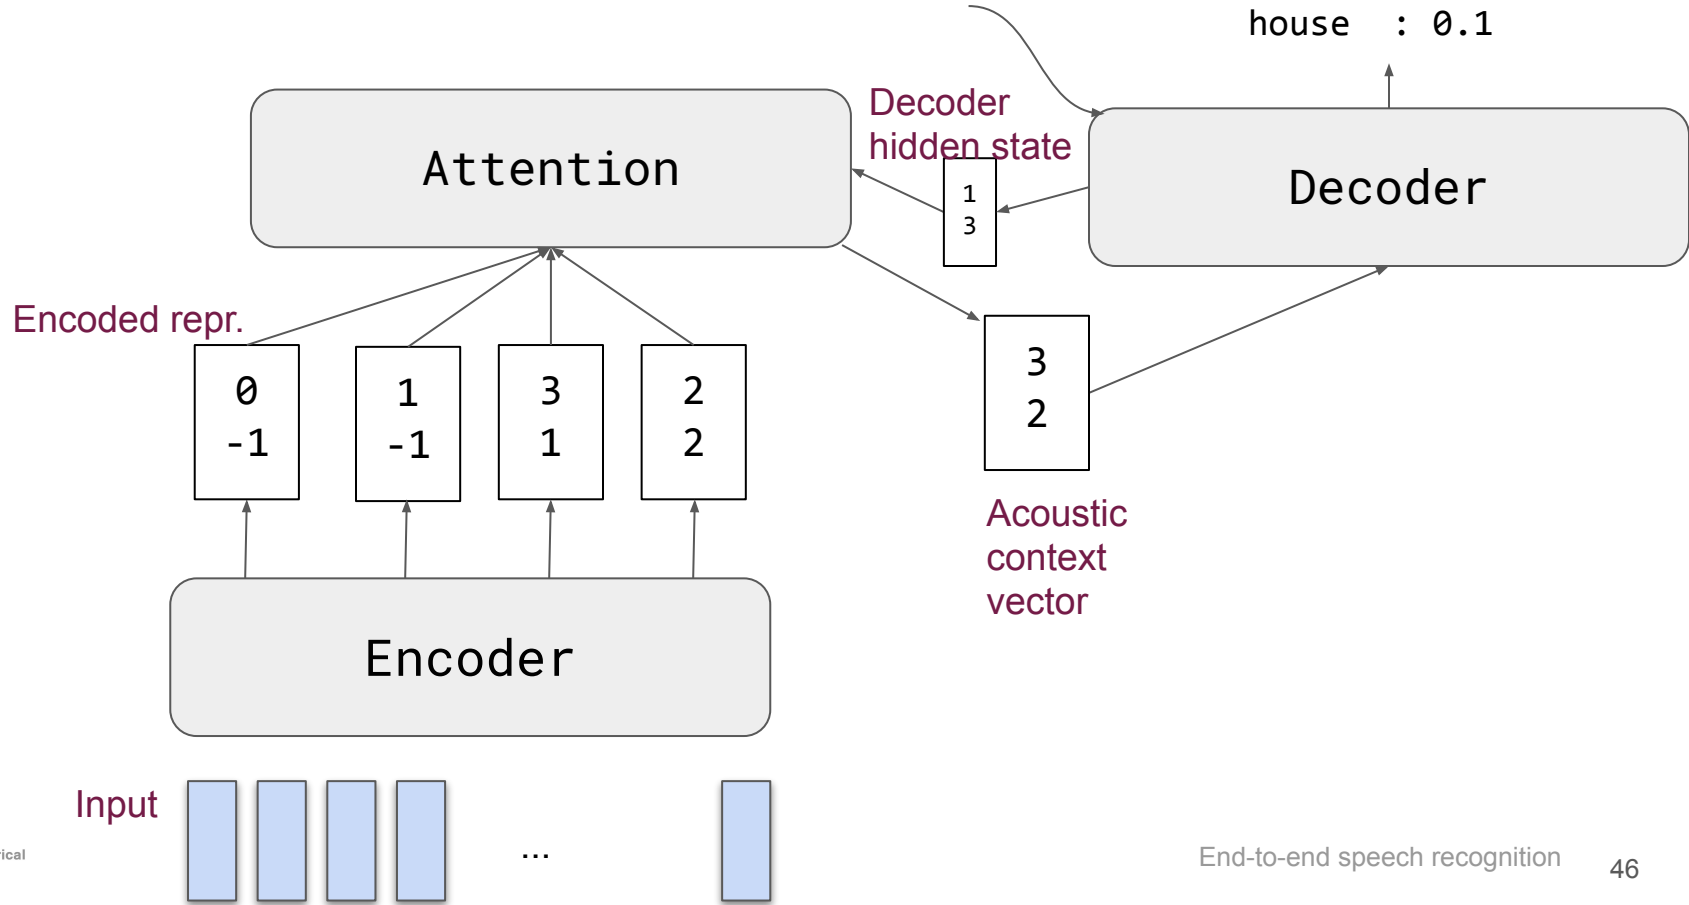 house : 0.1
Decoder
hidden state
Attention
Decoder
1
3
Encoded repr.
0
-1
1
-1
3
1
2
2
3
2
Acoustic
context
vector
Encoder
Input
...
End-to-end speech recognition
46